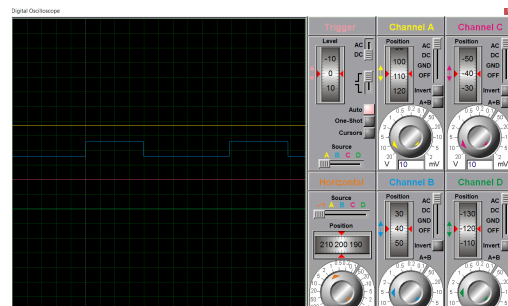 Digital Oscilloscope
Trigger
Level
AC
DC
-10
0
10
Auto
One-Shot
Cursors
Source
A B C D
Channel A
Position
AC
DC
GND
OFF
Invert
A+B
100
110
120
V 10 mV
Channel C
Position
AC
DC
GND
OFF
Invert
A+B
-50
-40
-30
V 10 mV
Horizontal
Source
A B C D
Position
210 200 190
Channel B
Position
AC
DC
GND
OFF
Invert
A+B
30
40
50
Channel D
Position
AC
DC
GND
OFF
Invert
A+B
-130
-120
-110